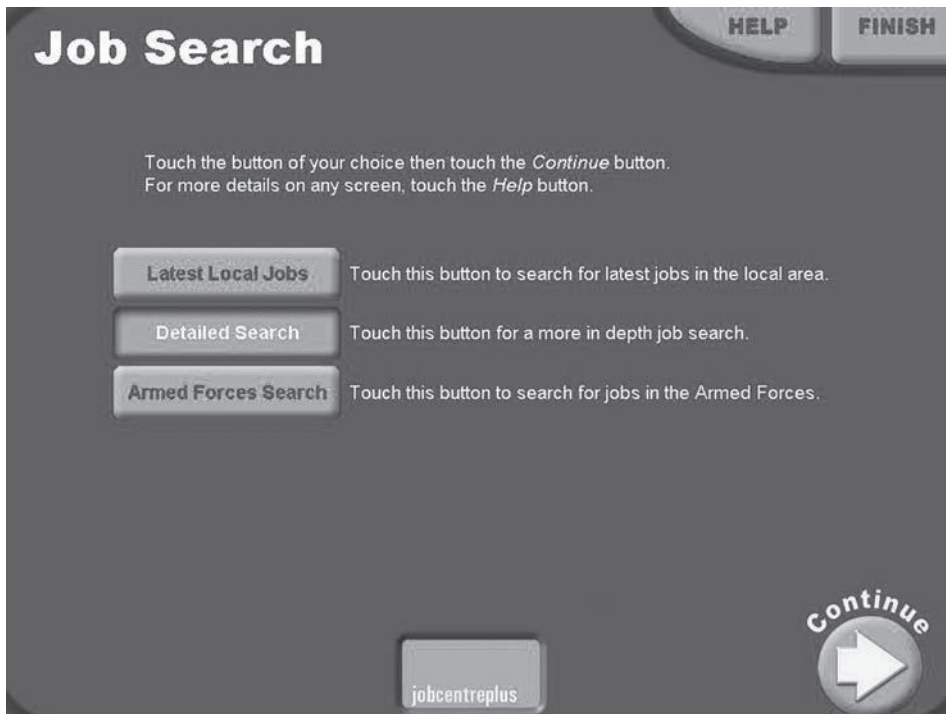 Job Search
HELP
FINISH
Touch the button of your choice then touch the Continue button.
For more details on any screen, touch the Help button.
Latest Local Jobs
Touch this button to search for latest jobs in the local area.
Detailed Search
Touch this button for a more in depth job search.
Armed Forces Search
Touch this button to search for jobs in the Armed Forces.
Continue
jobcentreplus